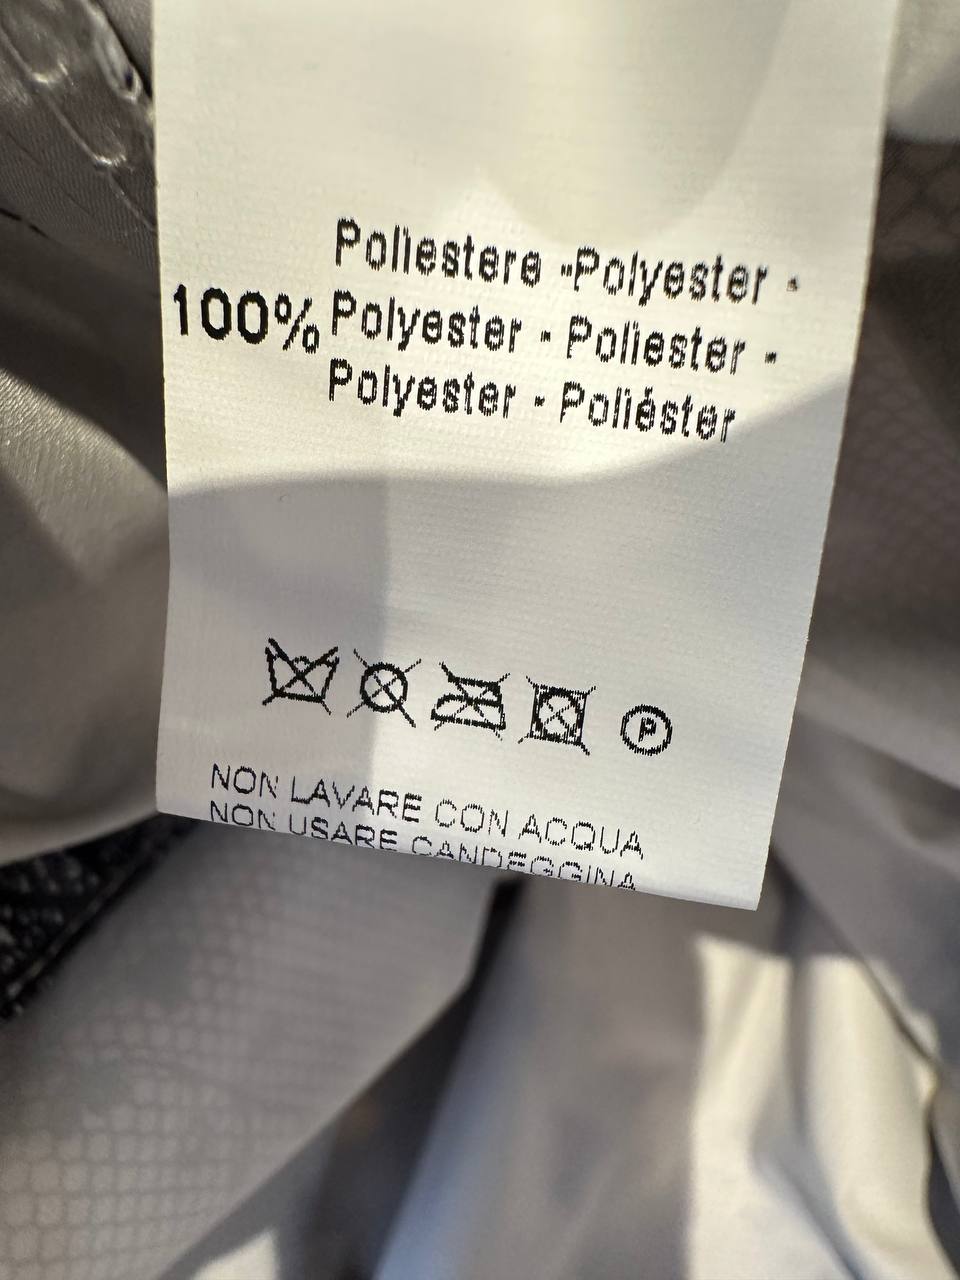 Poliestere - Polyester -
100% Polyester - Poliester -
Polyester - Poliéster
P
NON LAVARE CON ACQUA
NON USARE CANDEGGINA